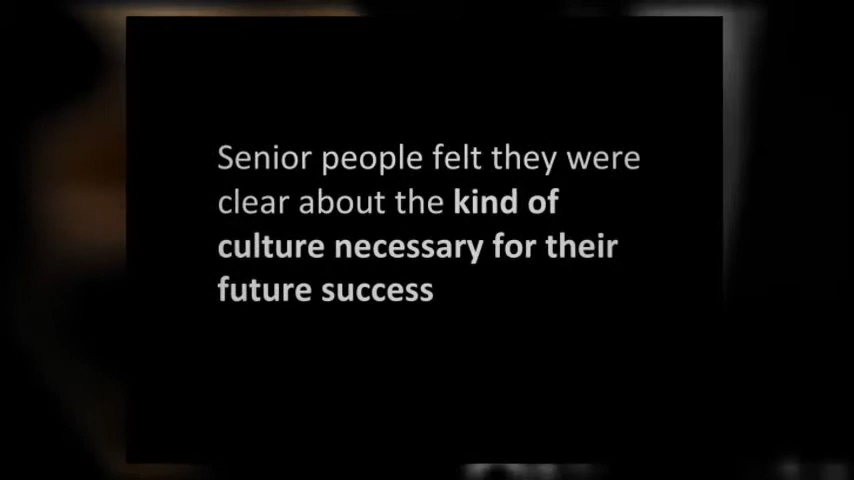 Senior people felt they were
clear about the kind of
culture necessary for their
future success